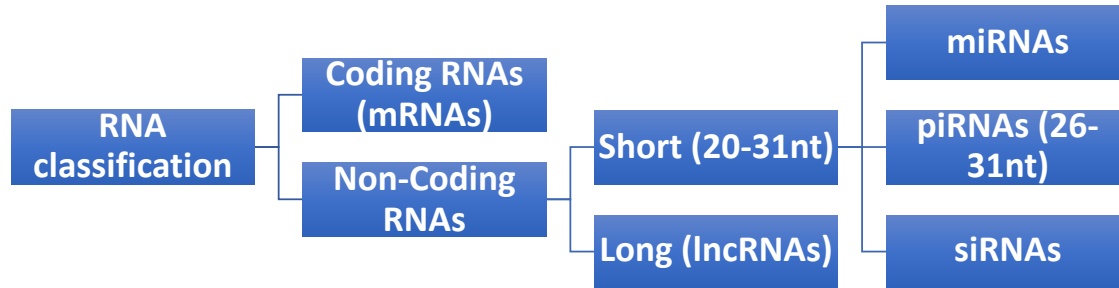 RNA
classification
Coding RNAs
(mRNAs)
Non-Coding
RNAs
Short (20-31nt)
Long (lncRNAs)
miRNAs
piRNAs (26-
31nt)
siRNAs